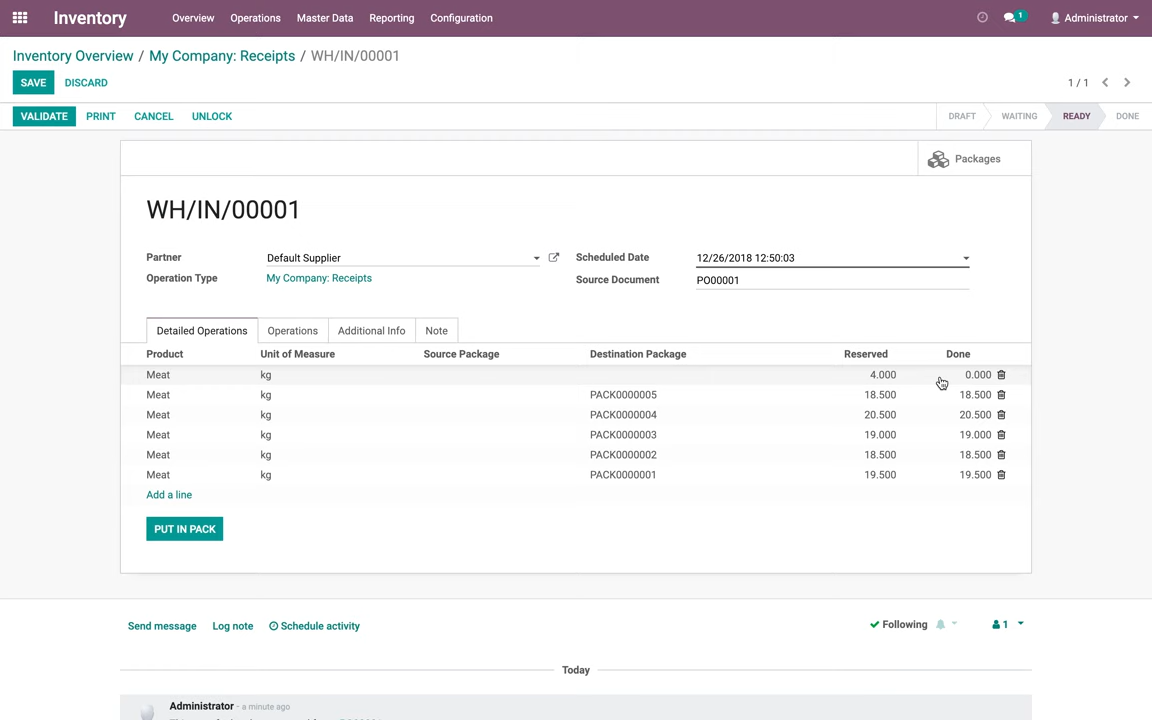 Inventory Overview Operations Master Data Reporting Configuration 1 Administrator
Inventory Overview / My Company: Receipts / WH/IN/00001
SAVE DISCARD 1 / 1
VALIDATE PRINT CANCEL UNLOCK DRAFT WAITING READY DONE
Packages
WH/IN/00001
Partner Default Supplier Scheduled Date 12/26/2018 12:50:03
Operation Type My Company: Receipts Source Document PO00001
Detailed Operations Operations Additional Info Note
Product Unit of Measure Source Package Destination Package Reserved Done
Meat kg 4.000 0.000
Meat kg PACK0000005 18.500 18.500
Meat kg PACK0000004 20.500 20.500
Meat kg PACK0000003 19.000 19.000
Meat kg PACK0000002 18.500 18.500
Meat kg PACK0000001 19.500 19.500
Add a line
PUT IN PACK
Send message Log note Schedule activity Following 1
Today
Administrator - a minute ago